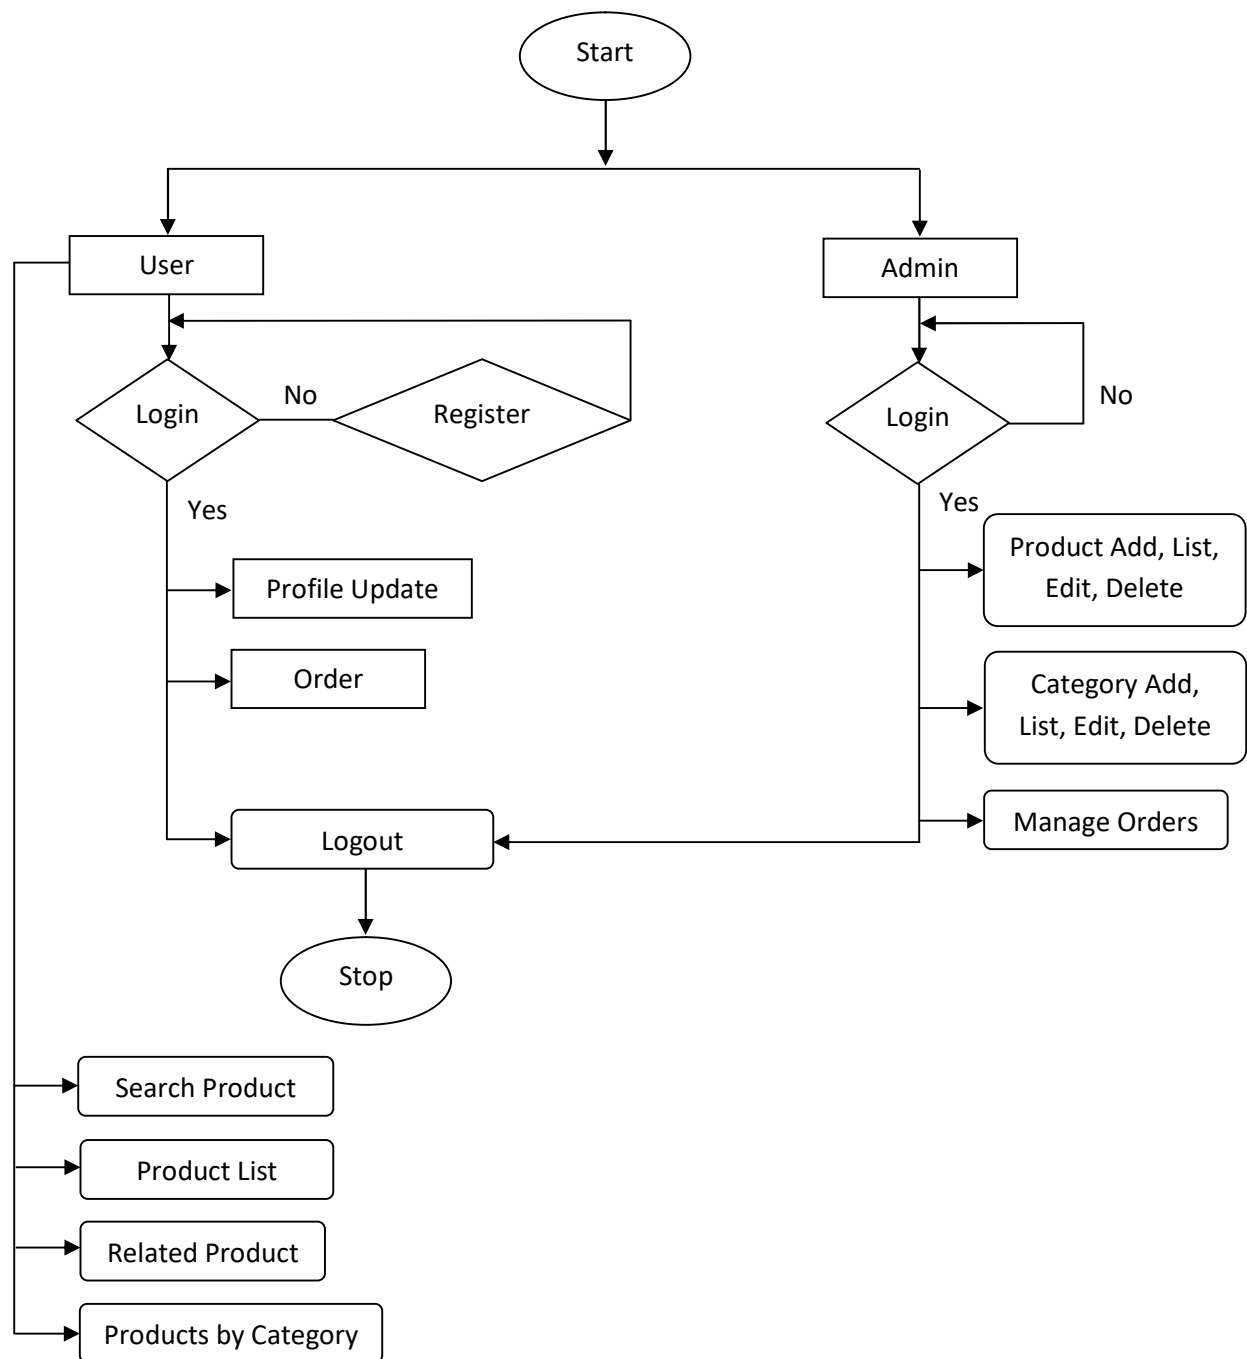 Start
User
Admin
Login
No
Register
Login
No
Yes
Yes
Product Add, List,
Edit, Delete
Profile Update
Order
Category Add,
List, Edit, Delete
Manage Orders
Logout
Stop
Search Product
Product List
Related Product
Products by Category